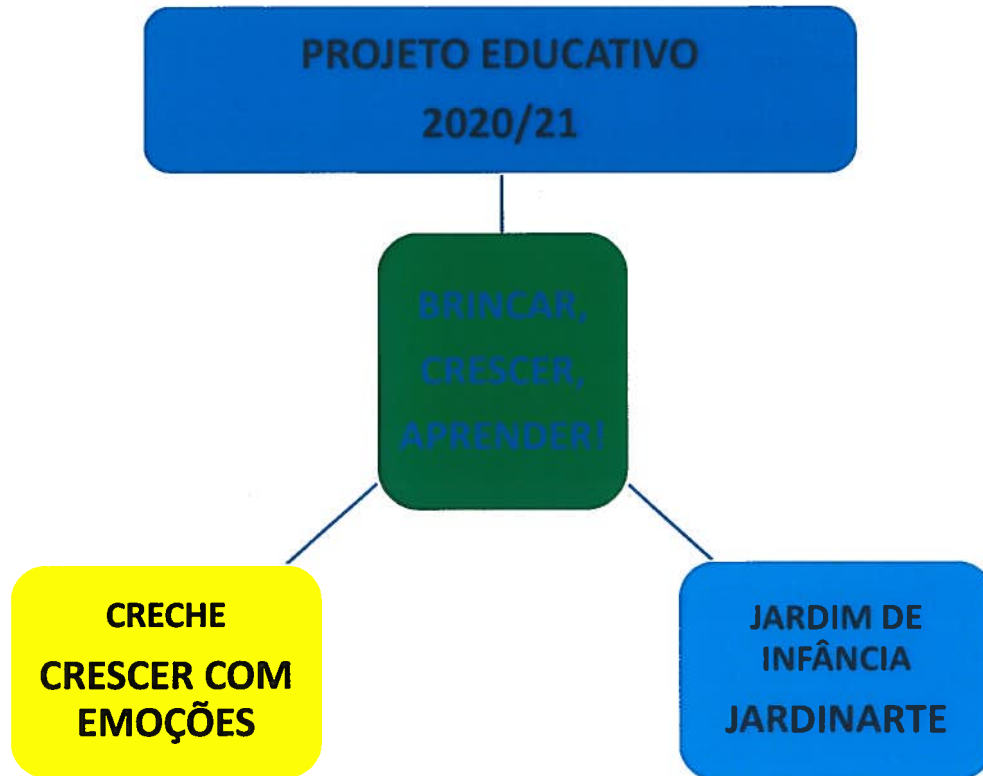 PROJETO EDUCATIVO
2020/21
BRINCAR,
CRESCER,
APRENDER!
CRECHE
CRESCER COM
EMOÇÕES
JARDIM DE
INFÂNCIA
JARDINARTE